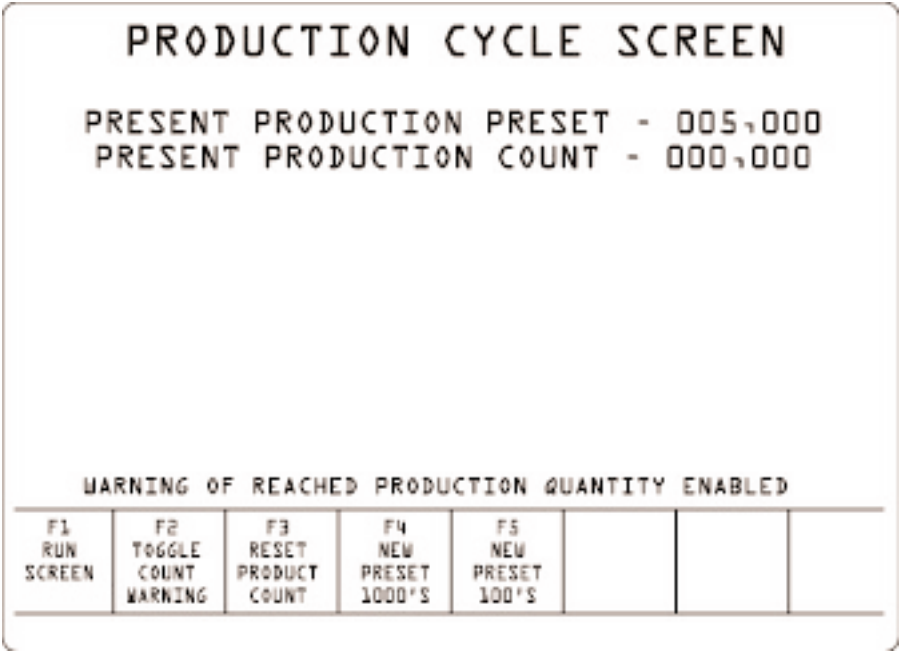 PRODUCTION CYCLE SCREEN
PRESENT PRODUCTION PRESET - 005,000
PRESENT PRODUCTION COUNT - 000,000
WARNING OF REACHED PRODUCTION QUANTITY ENABLED
F1
RUN
SCREEN
F2
TOGGLE
COUNT
WARNING
F3
RESET
PRODUCT
COUNT
F4
NEW
PRESET
1000'S
F5
NEW
PRESET
100'S